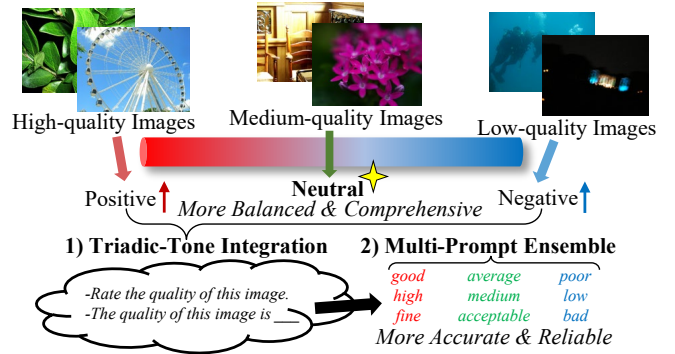 High-quality Images
Medium-quality Images
Low-quality Images
Positive
Neutral
Negative
More Balanced & Comprehensive
1) Triadic-Tone Integration
2) Multi-Prompt Ensemble
-Rate the quality of this image.
-The quality of this image is ___
good average poor
high medium low
fine acceptable bad
More Accurate & Reliable